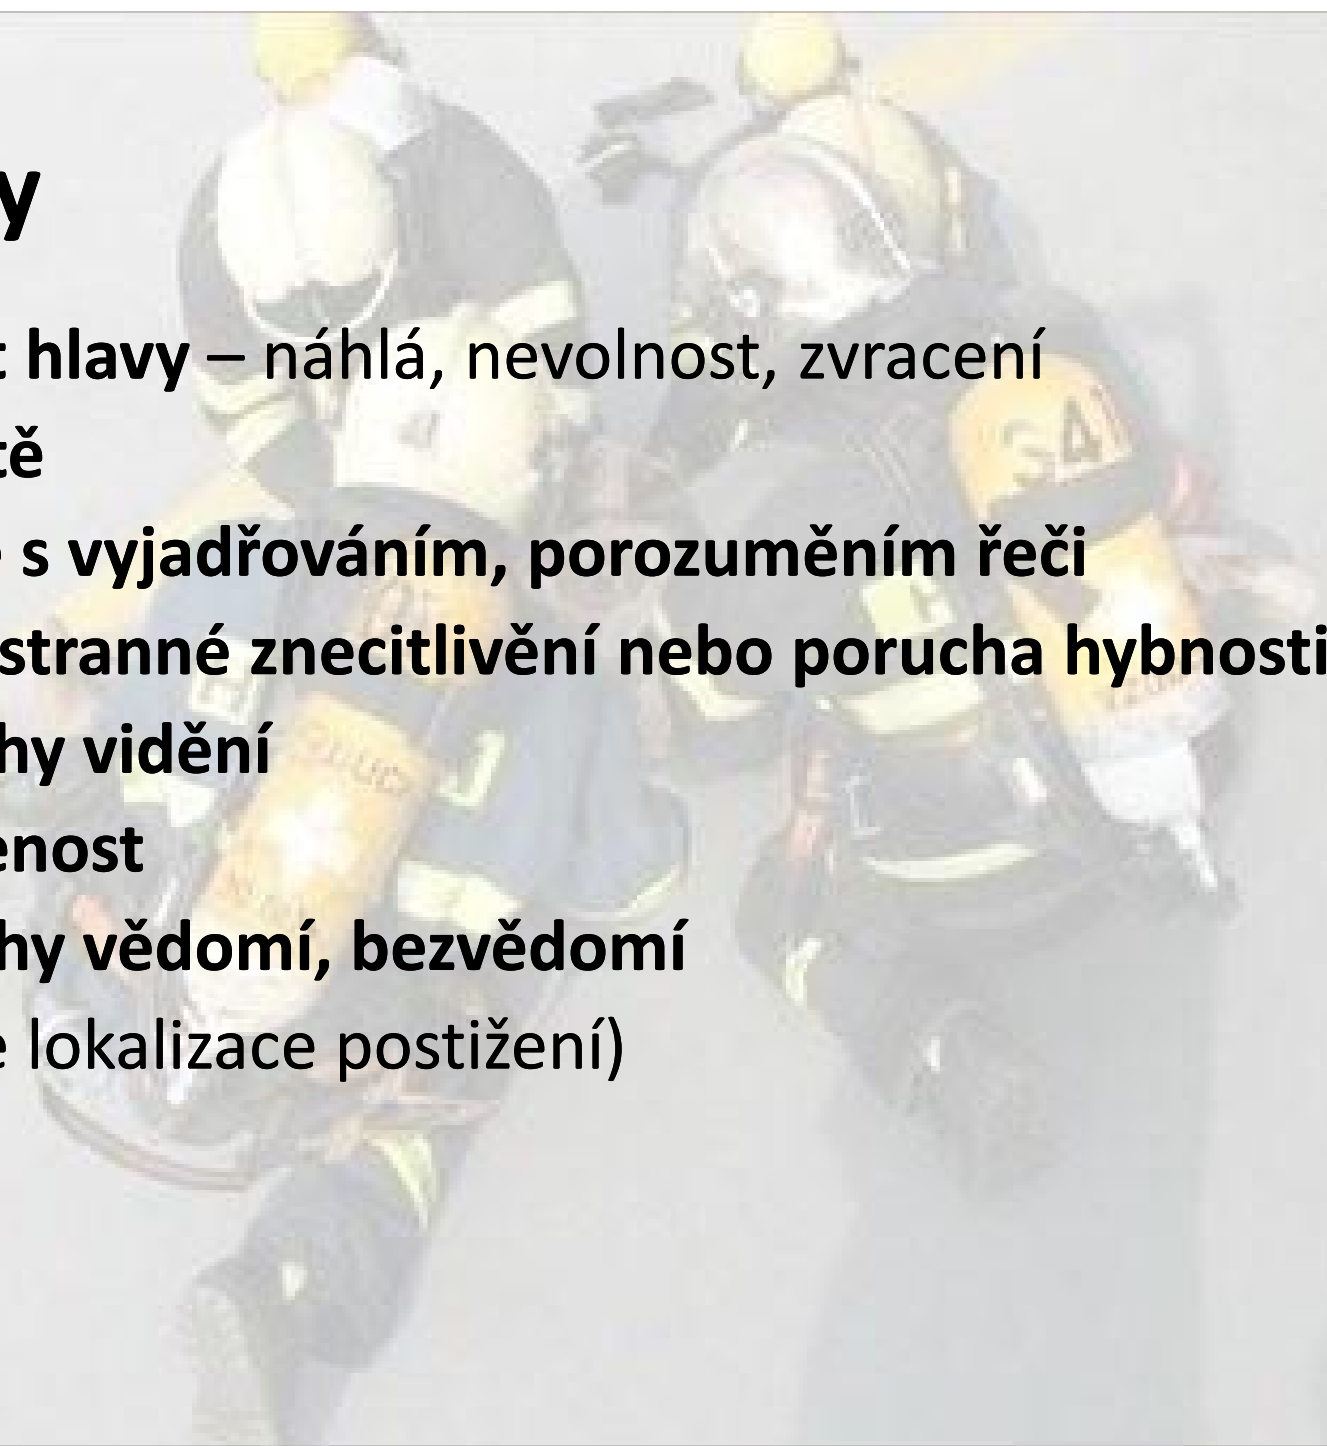 y
t hlavy – náhlá, nevolnost, zvracení
tě
s vyjadřováním, porozuměním řeči
stranné znecitlivění nebo porucha hybnosti
hy vidění
enost
hy vědomí, bezvědomí
e lokalizace postižení)